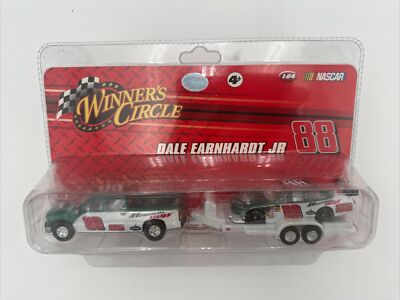 WINNER'S
CIRCLE
4+
1:64
NASCAR
DALE EARNHARDT JR
88
88
88